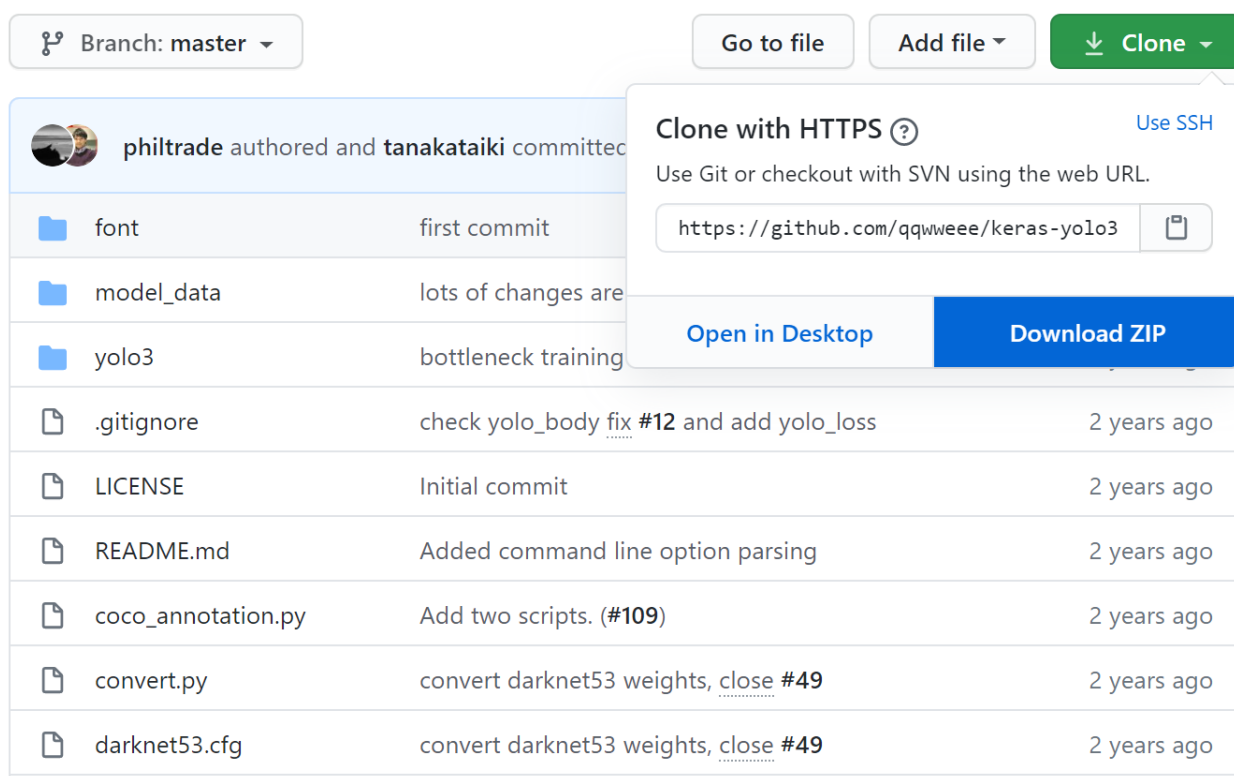 Branch: master
Go to file
Add file
Clone
philtrade authored and tanakataiki committed
Clone with HTTPS
Use SSH
Use Git or checkout with SVN using the web URL.
https://github.com/qqwweee/keras-yolo3
Open in Desktop
Download ZIP
font first commit
model_data lots of changes are
yolo3 bottleneck training
.gitignore check yolo_body fix #12 and add yolo_loss 2 years ago
LICENSE Initial commit 2 years ago
README.md Added command line option parsing 2 years ago
coco_annotation.py Add two scripts. (#109) 2 years ago
convert.py convert darknet53 weights, close #49 2 years ago
darknet53.cfg convert darknet53 weights, close #49 2 years ago